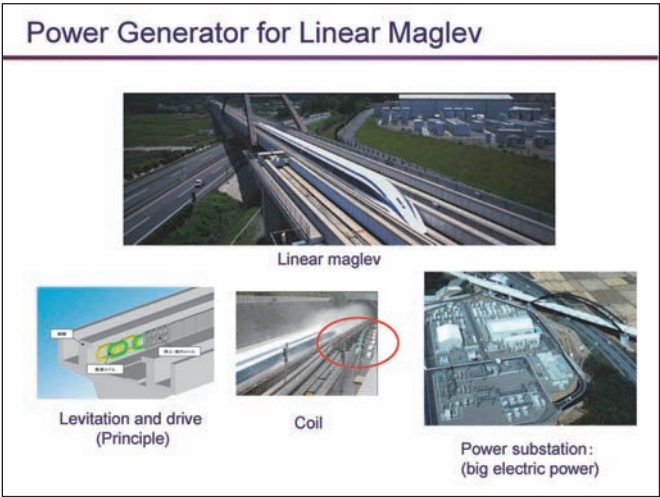 Power Generator for Linear Maglev
Linear maglev
Levitation and drive
(Principle)
Coil
Power substation:
(big electric power)